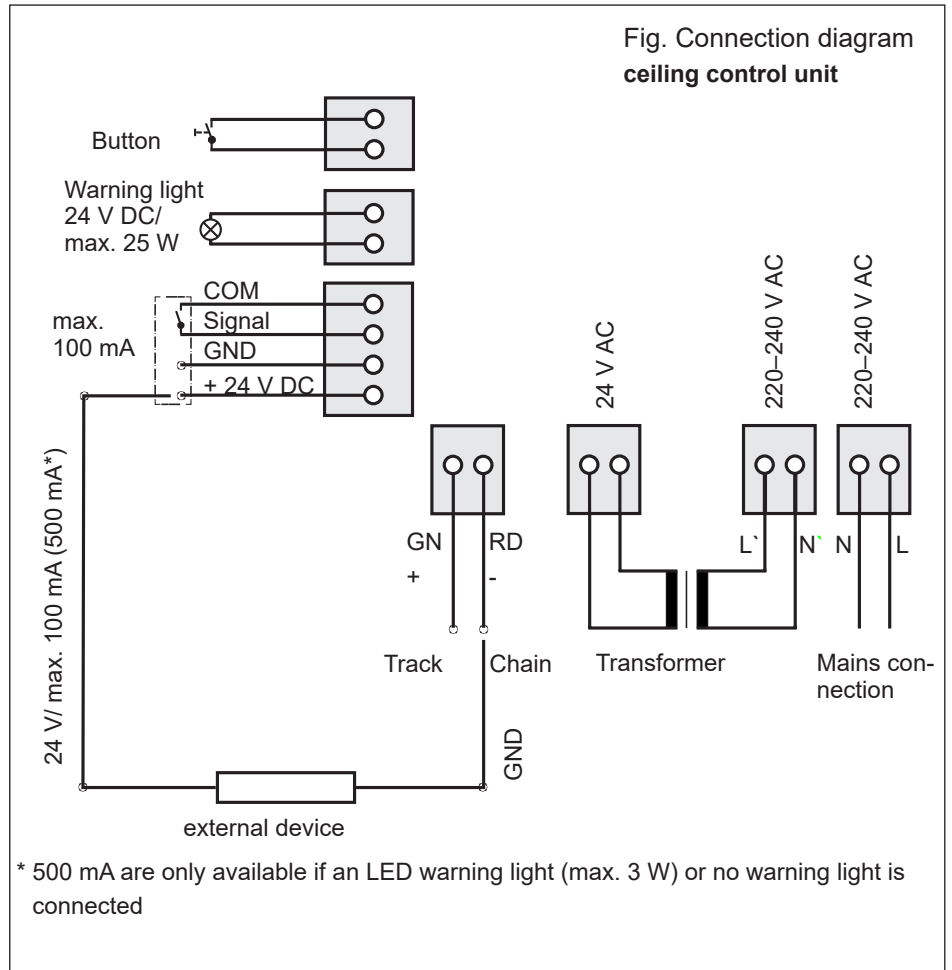 Fig. Connection diagram
ceiling control unit
Button
Warning light
24 V DC/
max. 25 W
COM
Signal
GND
+ 24 V DC
max.
100 mA
24 V AC
220–240 V AC
220–240 V AC
GN
RD
+
-
L`
N`
N
L
Track
Chain
Transformer
Mains con-
nection
24 V/ max. 100 mA (500 mA*)
GND
external device
* 500 mA are only available if an LED warning light (max. 3 W) or no warning light is
connected